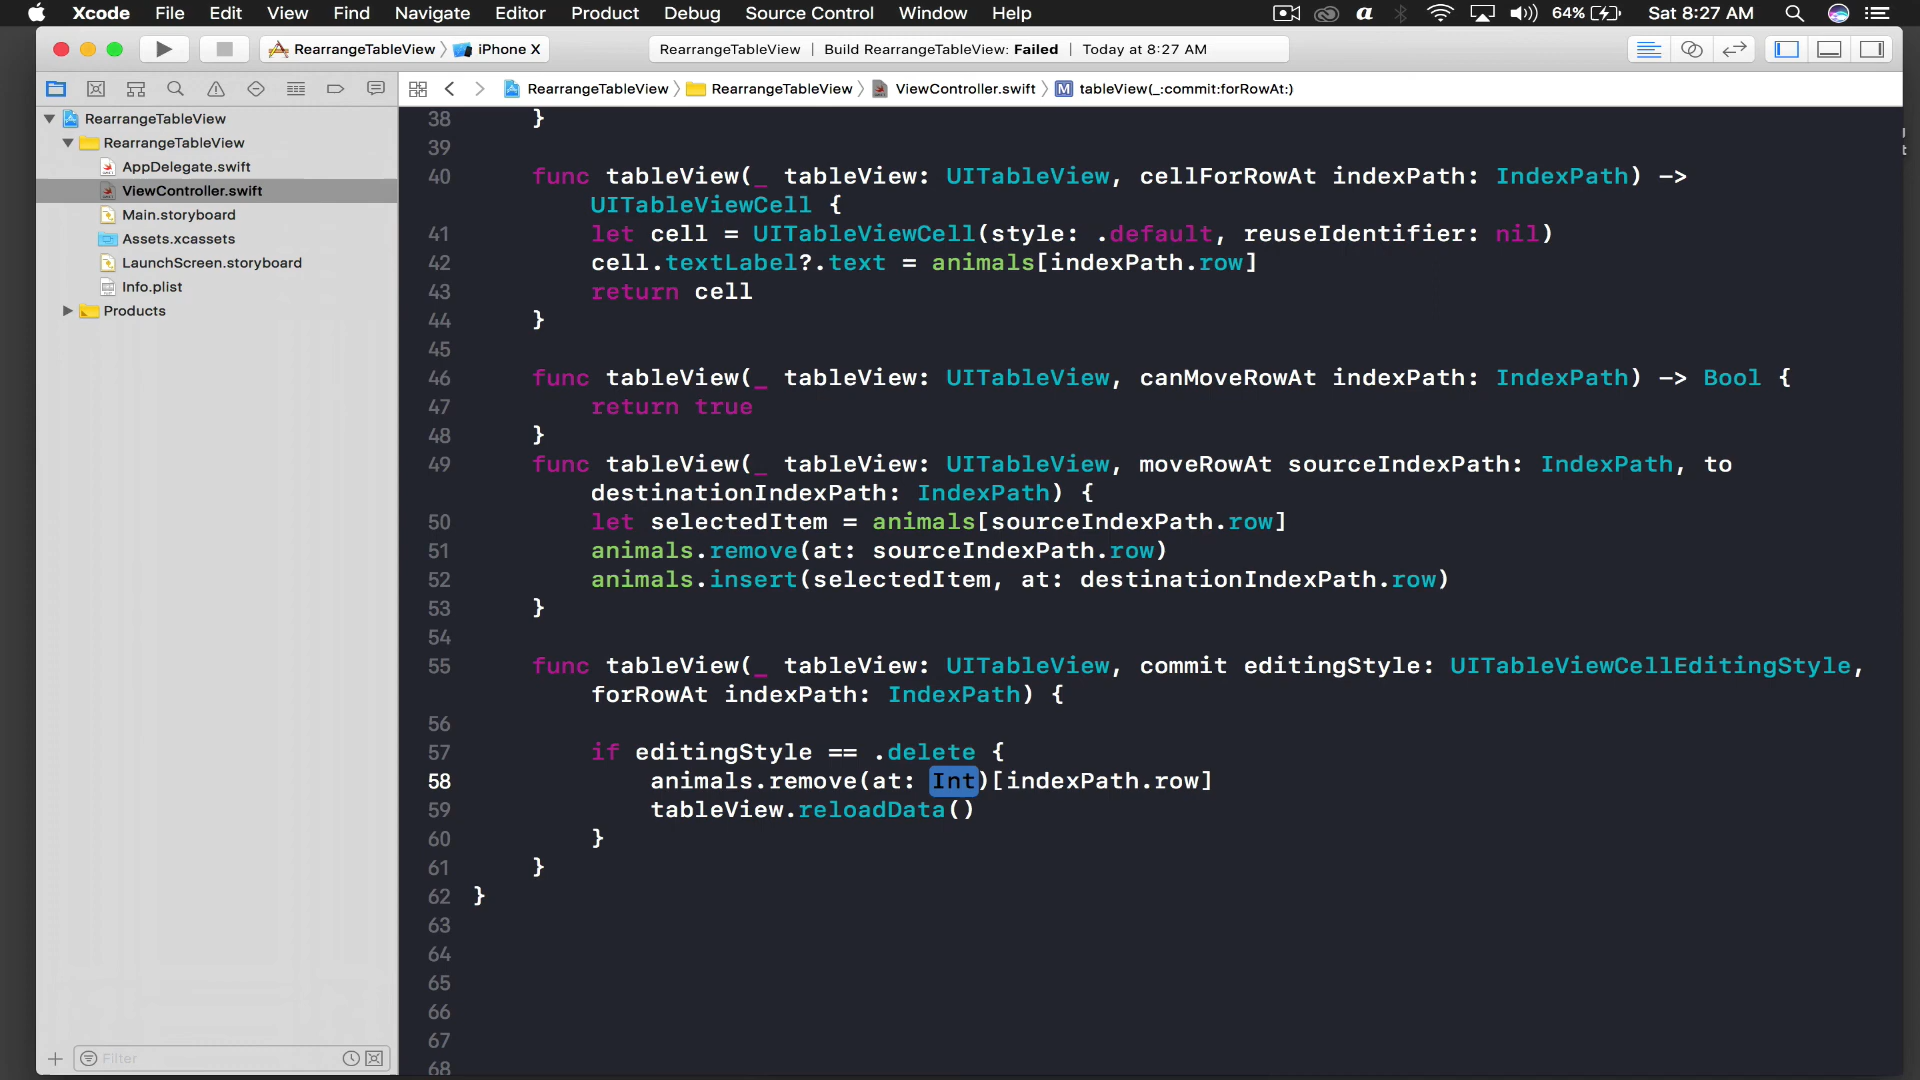 Xcode File Edit View Find Navigate Editor Product Debug Source Control Window Help 64% Sat 8:27 AM
RearrangeTableView iPhone X RearrangeTableView | Build RearrangeTableView: Failed | Today at 8:27 AM
RearrangeTableView RearrangeTableView ViewController.swift M tableView(_:commit:forRowAt:)
RearrangeTableView
RearrangeTableView
AppDelegate.swift
ViewController.swift
Main.storyboard
Assets.xcassets
LaunchScreen.storyboard
Info.plist
Products
Filter
38 }
39
40 func tableView(_ tableView: UITableView, cellForRowAt indexPath: IndexPath) ->
UITableViewCell {
41 let cell = UITableViewCell(style: .default, reuseIdentifier: nil)
42 cell.textLabel?.text = animals[indexPath.row]
43 return cell
44 }
45
46 func tableView(_ tableView: UITableView, canMoveRowAt indexPath: IndexPath) -> Bool {
47 return true
48 }
49 func tableView(_ tableView: UITableView, moveRowAt sourceIndexPath: IndexPath, to
destinationIndexPath: IndexPath) {
50 let selectedItem = animals[sourceIndexPath.row]
51 animals.remove(at: sourceIndexPath.row)
52 animals.insert(selectedItem, at: destinationIndexPath.row)
53 }
54
55 func tableView(_ tableView: UITableView, commit editingStyle: UITableViewCellEditingStyle,
forRowAt indexPath: IndexPath) {
56
57 if editingStyle == .delete {
58 animals.remove(at: Int)[indexPath.row]
59 tableView.reloadData()
60 }
61 }
62 }
63
64
65
66
67
68